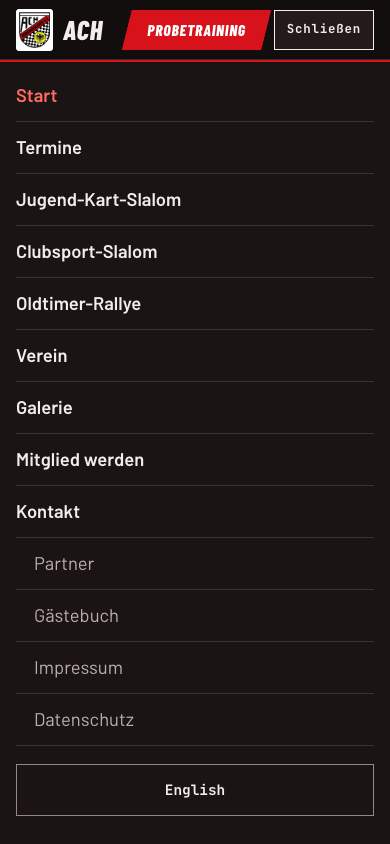 ACH
ACH
PROBETRAINING
Schließen
Start
Termine
Jugend-Kart-Slalom
Clubsport-Slalom
Oldtimer-Rallye
Verein
Galerie
Mitglied werden
Kontakt
Partner
Gästebuch
Impressum
Datenschutz
English